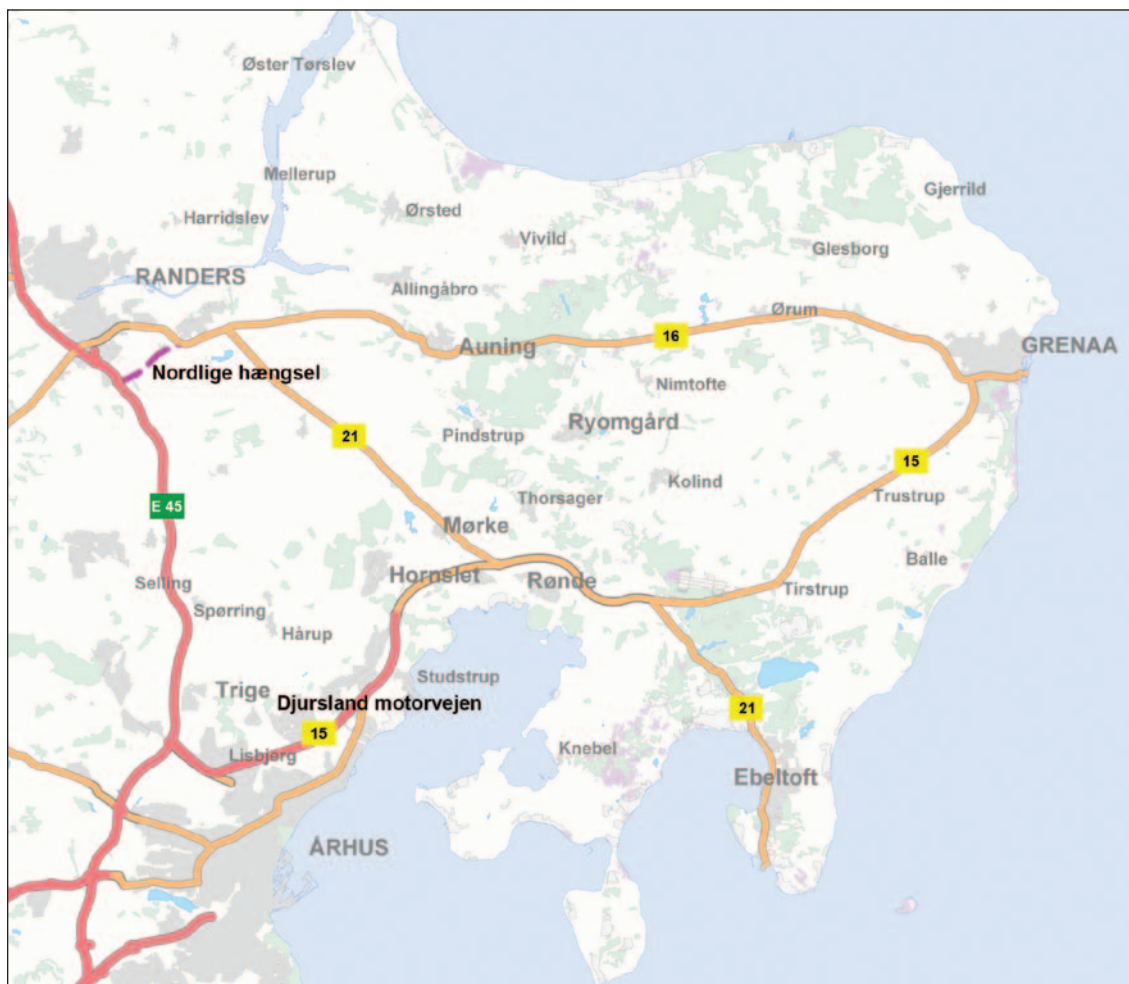 Øster Tørslev
Mellerup
Gjerrild
Ørsted
Harridslev
Vivild
Glesborg
RANDERS
Allingåbro
Ørum
16
Auning
GRENAA
Nordlige hængsel
Nimtofte
Ryomgård
21
Pindstrup
15
Kolind
Trustrup
Thorsager
E 45
Mørke
Balle
Hornslet
Rønde
Selling
Tirstrup
Spørring
Hårup
Studstrup
Trige
Djursland motorvejen
21
15
Lisbjerg
Knebel
Ebeltoft
ÅRHUS